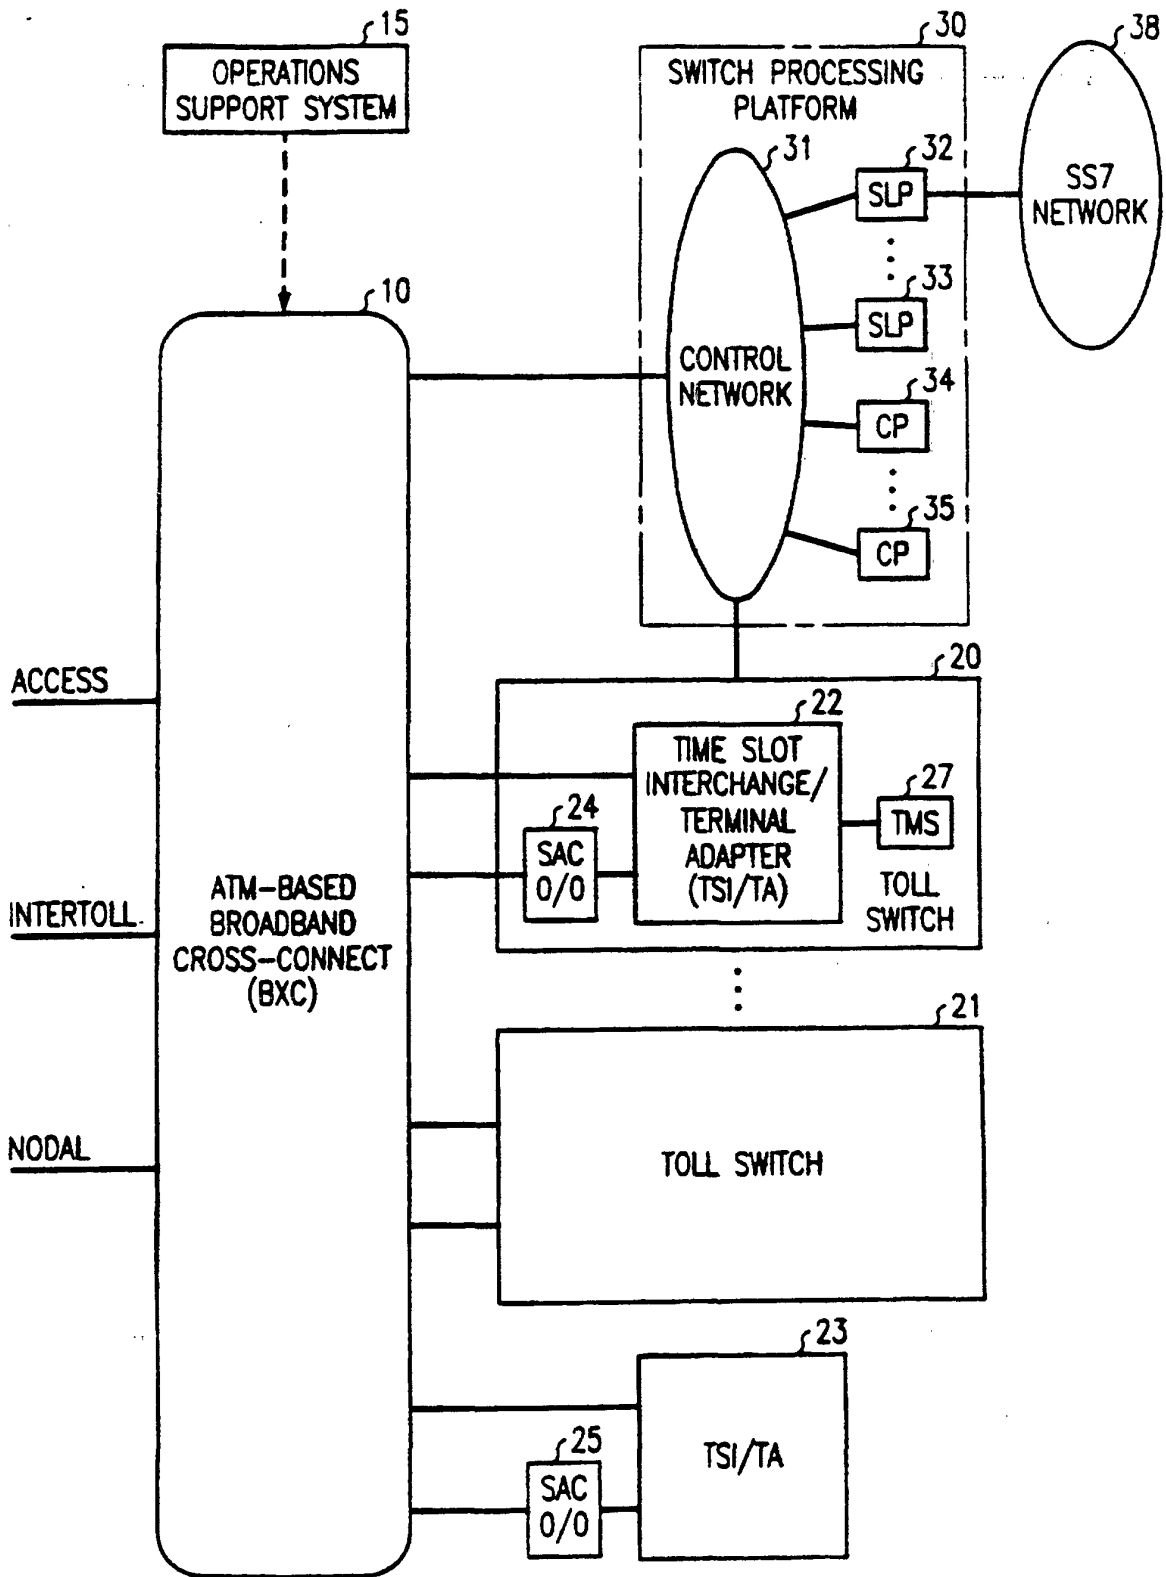 15
OPERATIONS
SUPPORT SYSTEM
30
SWITCH PROCESSING
PLATFORM
38
SS7
NETWORK
31
CONTROL
NETWORK
32
SLP
33
SLP
34
CP
35
CP
10
ATM-BASED
BROADBAND
CROSS-CONNECT
(BXC)
ACCESS
INTERTOLL
NODAL
20
22
TIME SLOT
INTERCHANGE/
TERMINAL
ADAPTER
(TSI/TA)
24
SAC
0/0
27
TMS
TOLL
SWITCH
21
TOLL SWITCH
23
TSI/TA
25
SAC
0/0